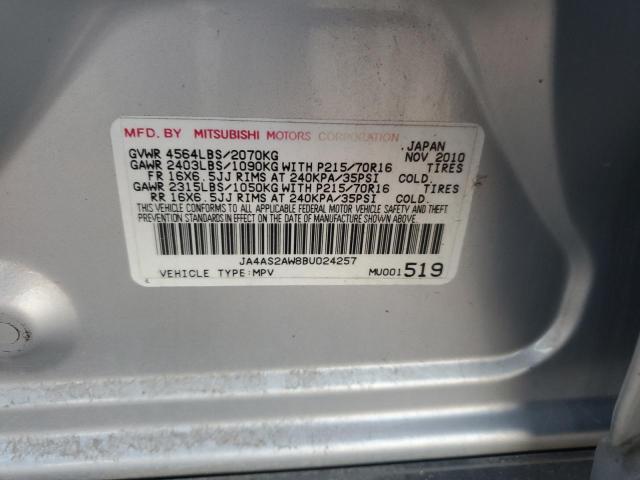 MFD. BY MITSUBISHI MOTORS CORPORATION
JAPAN
GVWR 4564LBS/2070KG NOV 2010
GAWR 2403LBS/1090KG WITH P215/70R16 TIRES
FR 16X6.5JJ RIMS AT 240KPA/35PSI COLD.
GAWR 2315LBS/1050KG WITH P215/70R16 TIRES
RR 16X6.5JJ RIMS AT 240KPA/35PSI COLD.
THIS VEHICLE CONFORMS TO ALL APPLICABLE FEDERAL MOTOR VEHICLE SAFETY AND THEFT
PREVENTION STANDARDS IN EFFECT ON THE DATE OF MANUFACTURE SHOWN ABOVE.
JA4AS2AW8BU024257
VEHICLE TYPE:MPV MU001519